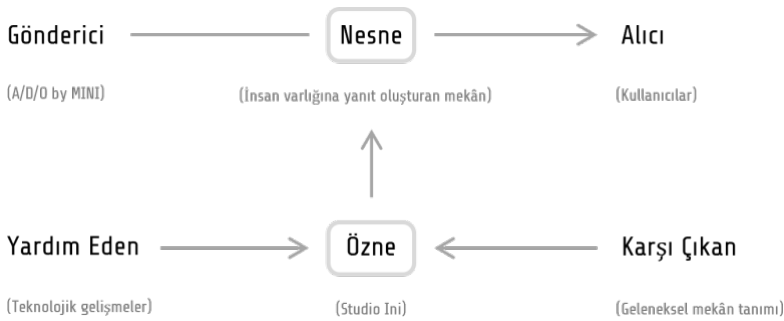 Gönderici
Nesne
Alıcı
(A/D/O by MINI)
(İnsan varlığına yanıt oluşturan mekân)
(Kullanıcılar)
Yardım Eden
Özne
Karşı Çıkan
(Teknolojik gelişmeler)
(Studio Ini)
(Geleneksel mekân tanımı)